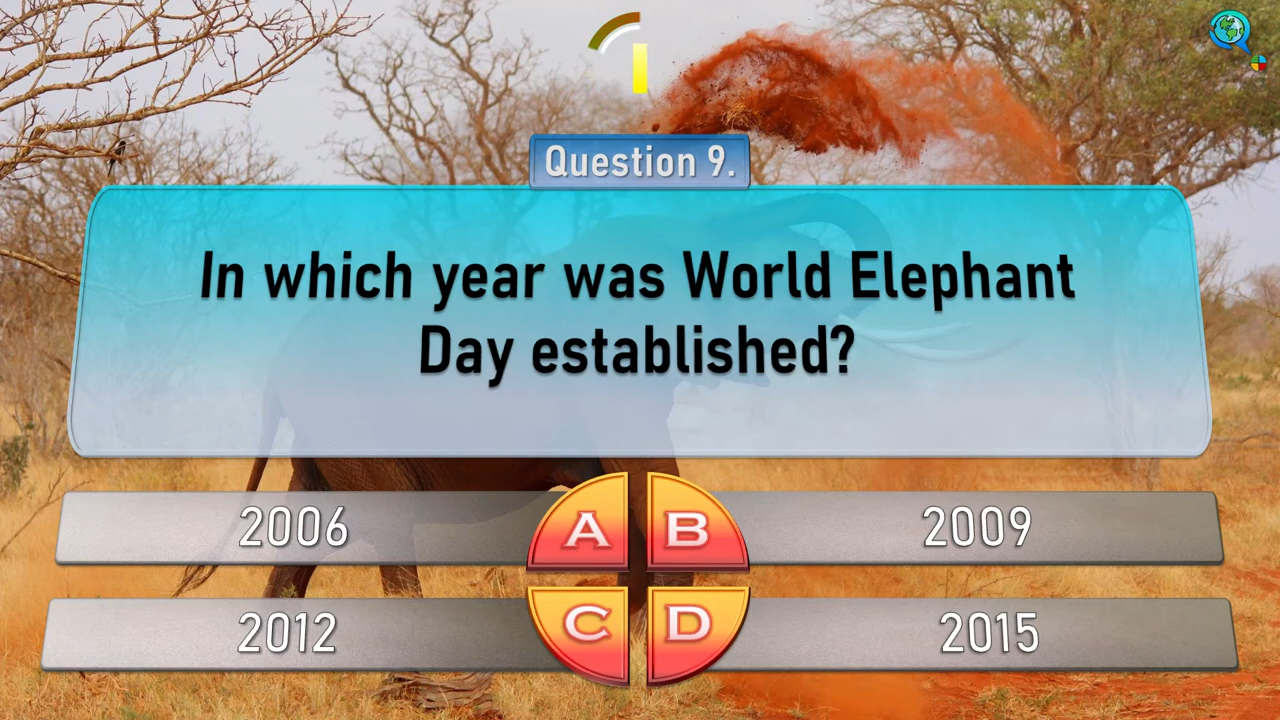 Question 9.
In which year was World Elephant
Day established?
A 2006
B 2009
C 2012
D 2015